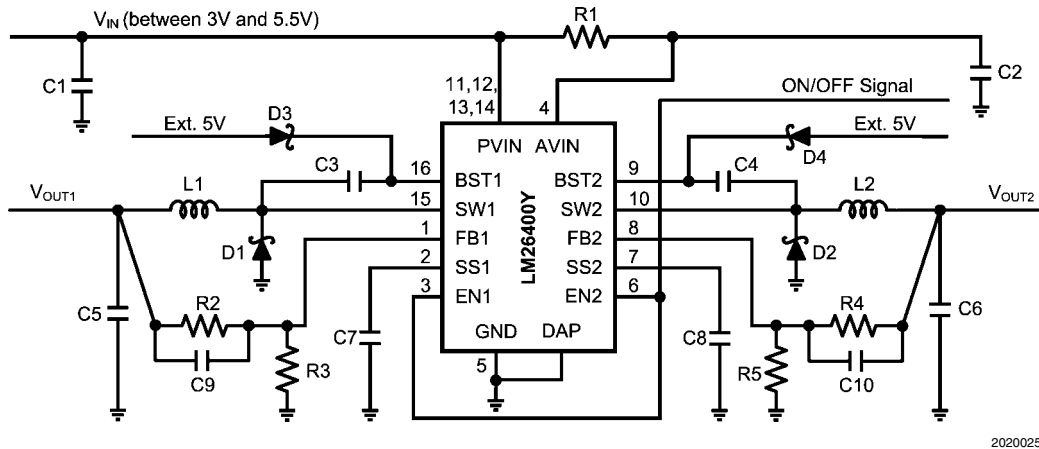 V_IN (between 3V and 5.5V)
R1
C1
C2
11,12,
13,14
4
ON/OFF Signal
D3
Ext. 5V
Ext. 5V
D4
PVIN AVIN
C3
C4
16
BST1
BST2
9
V_OUT1
L1
15
SW1
SW2
10
L2
V_OUT2
LM26400Y
D1
1
FB1
FB2
8
D2
2
SS1
SS2
7
3
EN1
EN2
6
C5
R2
C7
GND
DAP
C8
R4
C6
5
C9
R3
R5
C10
2020025